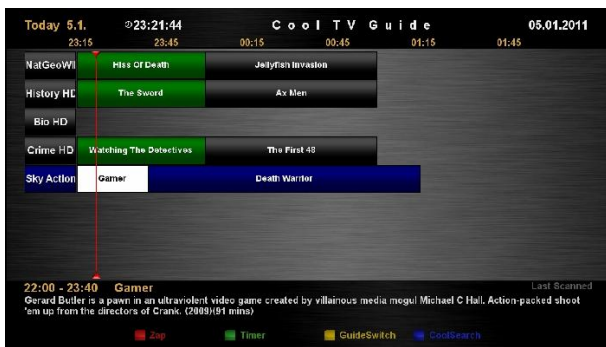 Today 5.1. 23:21:44 Cool TV Guide 05.01.2011
23:15 23:45 00:15 00:45 01:15 01:45
NatGeoWI Hiss Of Death Jellyfish Invasion
History HD The Sword Ax Men
Bio HD
Crime HD Watching The Detectives The First 48
Sky Action Gamer Death Warrior
22:00 - 23:40 Gamer Last Scanned
Gerard Butler is a pawn in an ultraviolent video game created by villainous media mogul Michael C Hall. Action-packed shoot
'em up from the directors of Crank. (2009)(91 mins)
Zap Timer GuideSwitch CoolSearch